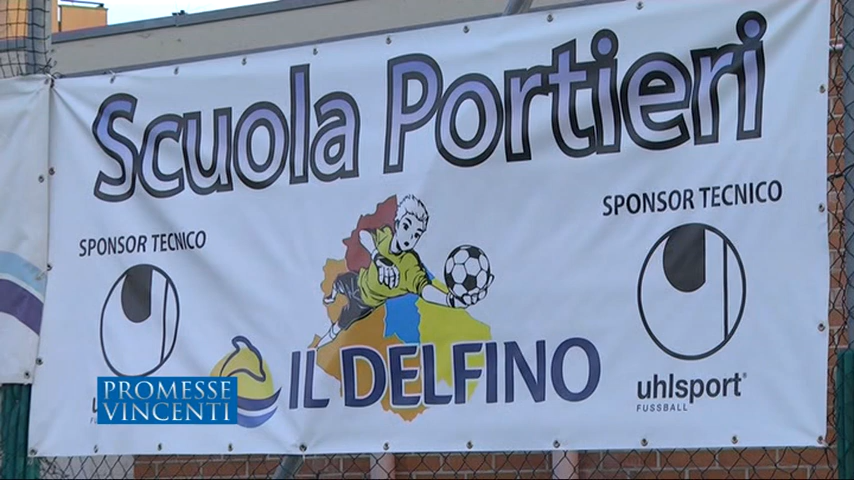 Scuola Portieri
SPONSOR TECNICO
SPONSOR TECNICO
IL DELFINO
uhlsport
FUSSBALL
PROMESSE
VINCENTI